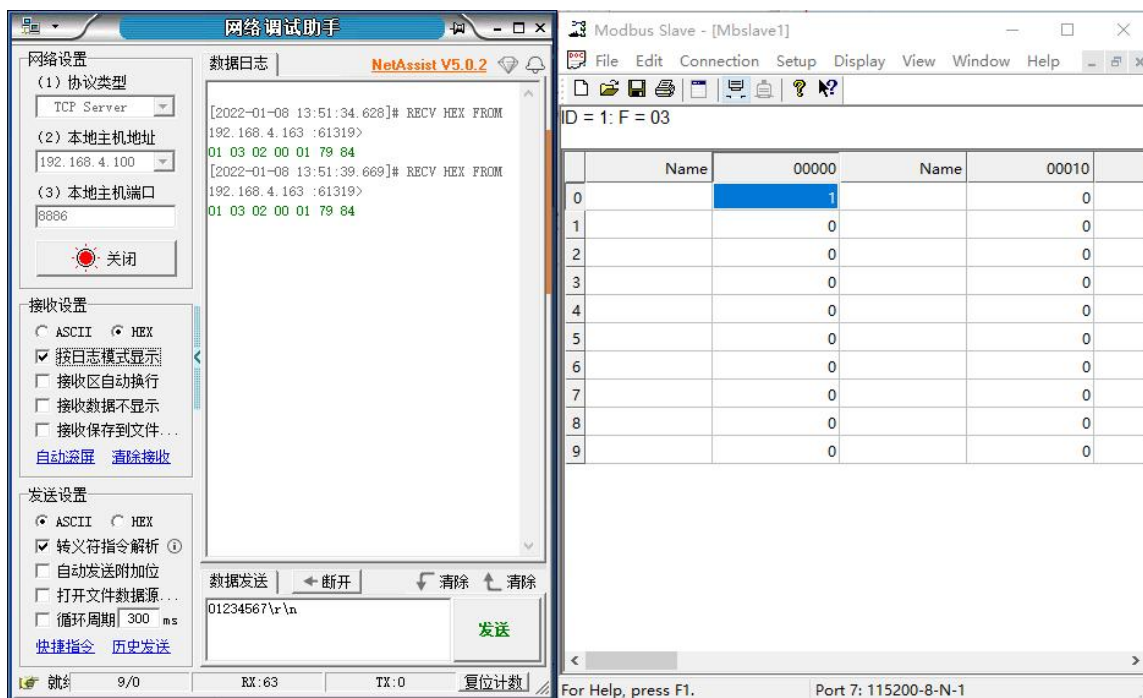 网络调试助手
网络设置
(1) 协议类型
TCP Server
(2) 本地主机地址
192.168.4.100
(3) 本地主机端口
8886
关闭
接收设置
ASCII HEX
按日志模式显示
接收区自动换行
接收数据不显示
接收保存到文件...
自动滚屏 清除接收
发送设置
ASCII HEX
转义符指令解析
自动发送附加位
打开文件数据源...
循环周期 300 ms
快捷指令 历史发送
数据日志 NetAssist V5.0.2
[2022-01-08 13:51:34.628]# RECV HEX FROM
192.168.4.163 :61319>
01 03 02 00 01 79 84
[2022-01-08 13:51:39.669]# RECV HEX FROM
192.168.4.163 :61319>
01 03 02 00 01 79 84
数据发送 断开 清除 清除
01234567\r\n
发送
9/0 RX:63 TX:0 复位计数
Modbus Slave - [Mbslave1]
File Edit Connection Setup Display View Window Help
ID = 1: F = 03
Name 00000 Name 00010
0 1 0
1 0 0
2 0 0
3 0 0
4 0 0
5 0 0
6 0 0
7 0 0
8 0 0
9 0 0
For Help, press F1. Port 7: 115200-8-N-1